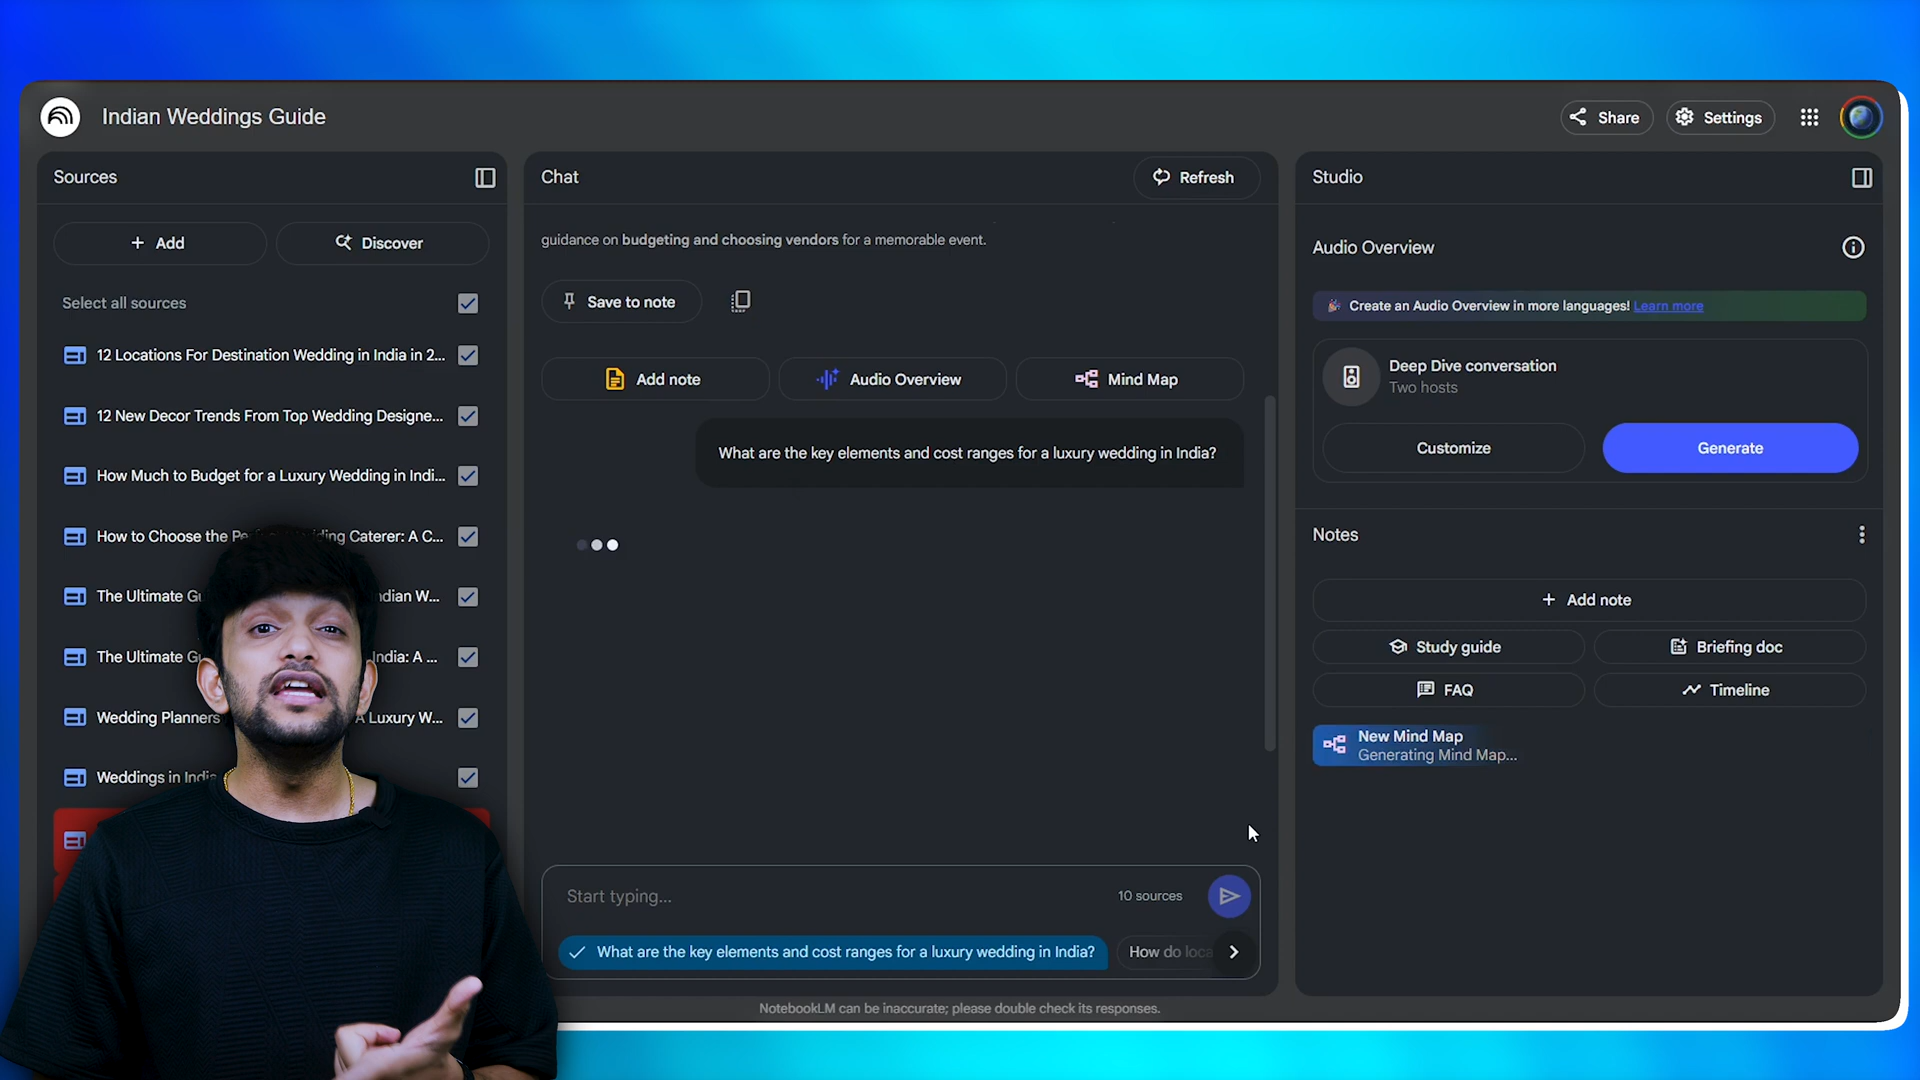 Indian Weddings Guide
Share
Settings
Sources
Add
Discover
Select all sources
12 Locations For Destination Wedding in India in 2...
12 New Decor Trends From Top Wedding Designe...
How Much to Budget for a Luxury Wedding in Indi...
How to Choose the ding Caterer: A C...
The Ultimate W...
The Ultimate India: A ...
Wedding Planners A Luxury W...
Weddings in India
Chat
Refresh
guidance on budgeting and choosing vendors for a memorable event.
Save to note
Add note
Audio Overview
Mind Map
What are the key elements and cost ranges for a luxury wedding in India?
Start typing...
10 sources
What are the key elements and cost ranges for a luxury wedding in India?
How do loca
NotebookLM can be inaccurate; please double check its responses.
Studio
Audio Overview
Create an Audio Overview in more languages! Learn more
Deep Dive conversation
Two hosts
Customize
Generate
Notes
Add note
Study guide
Briefing doc
FAQ
Timeline
New Mind Map
Generating Mind Map...